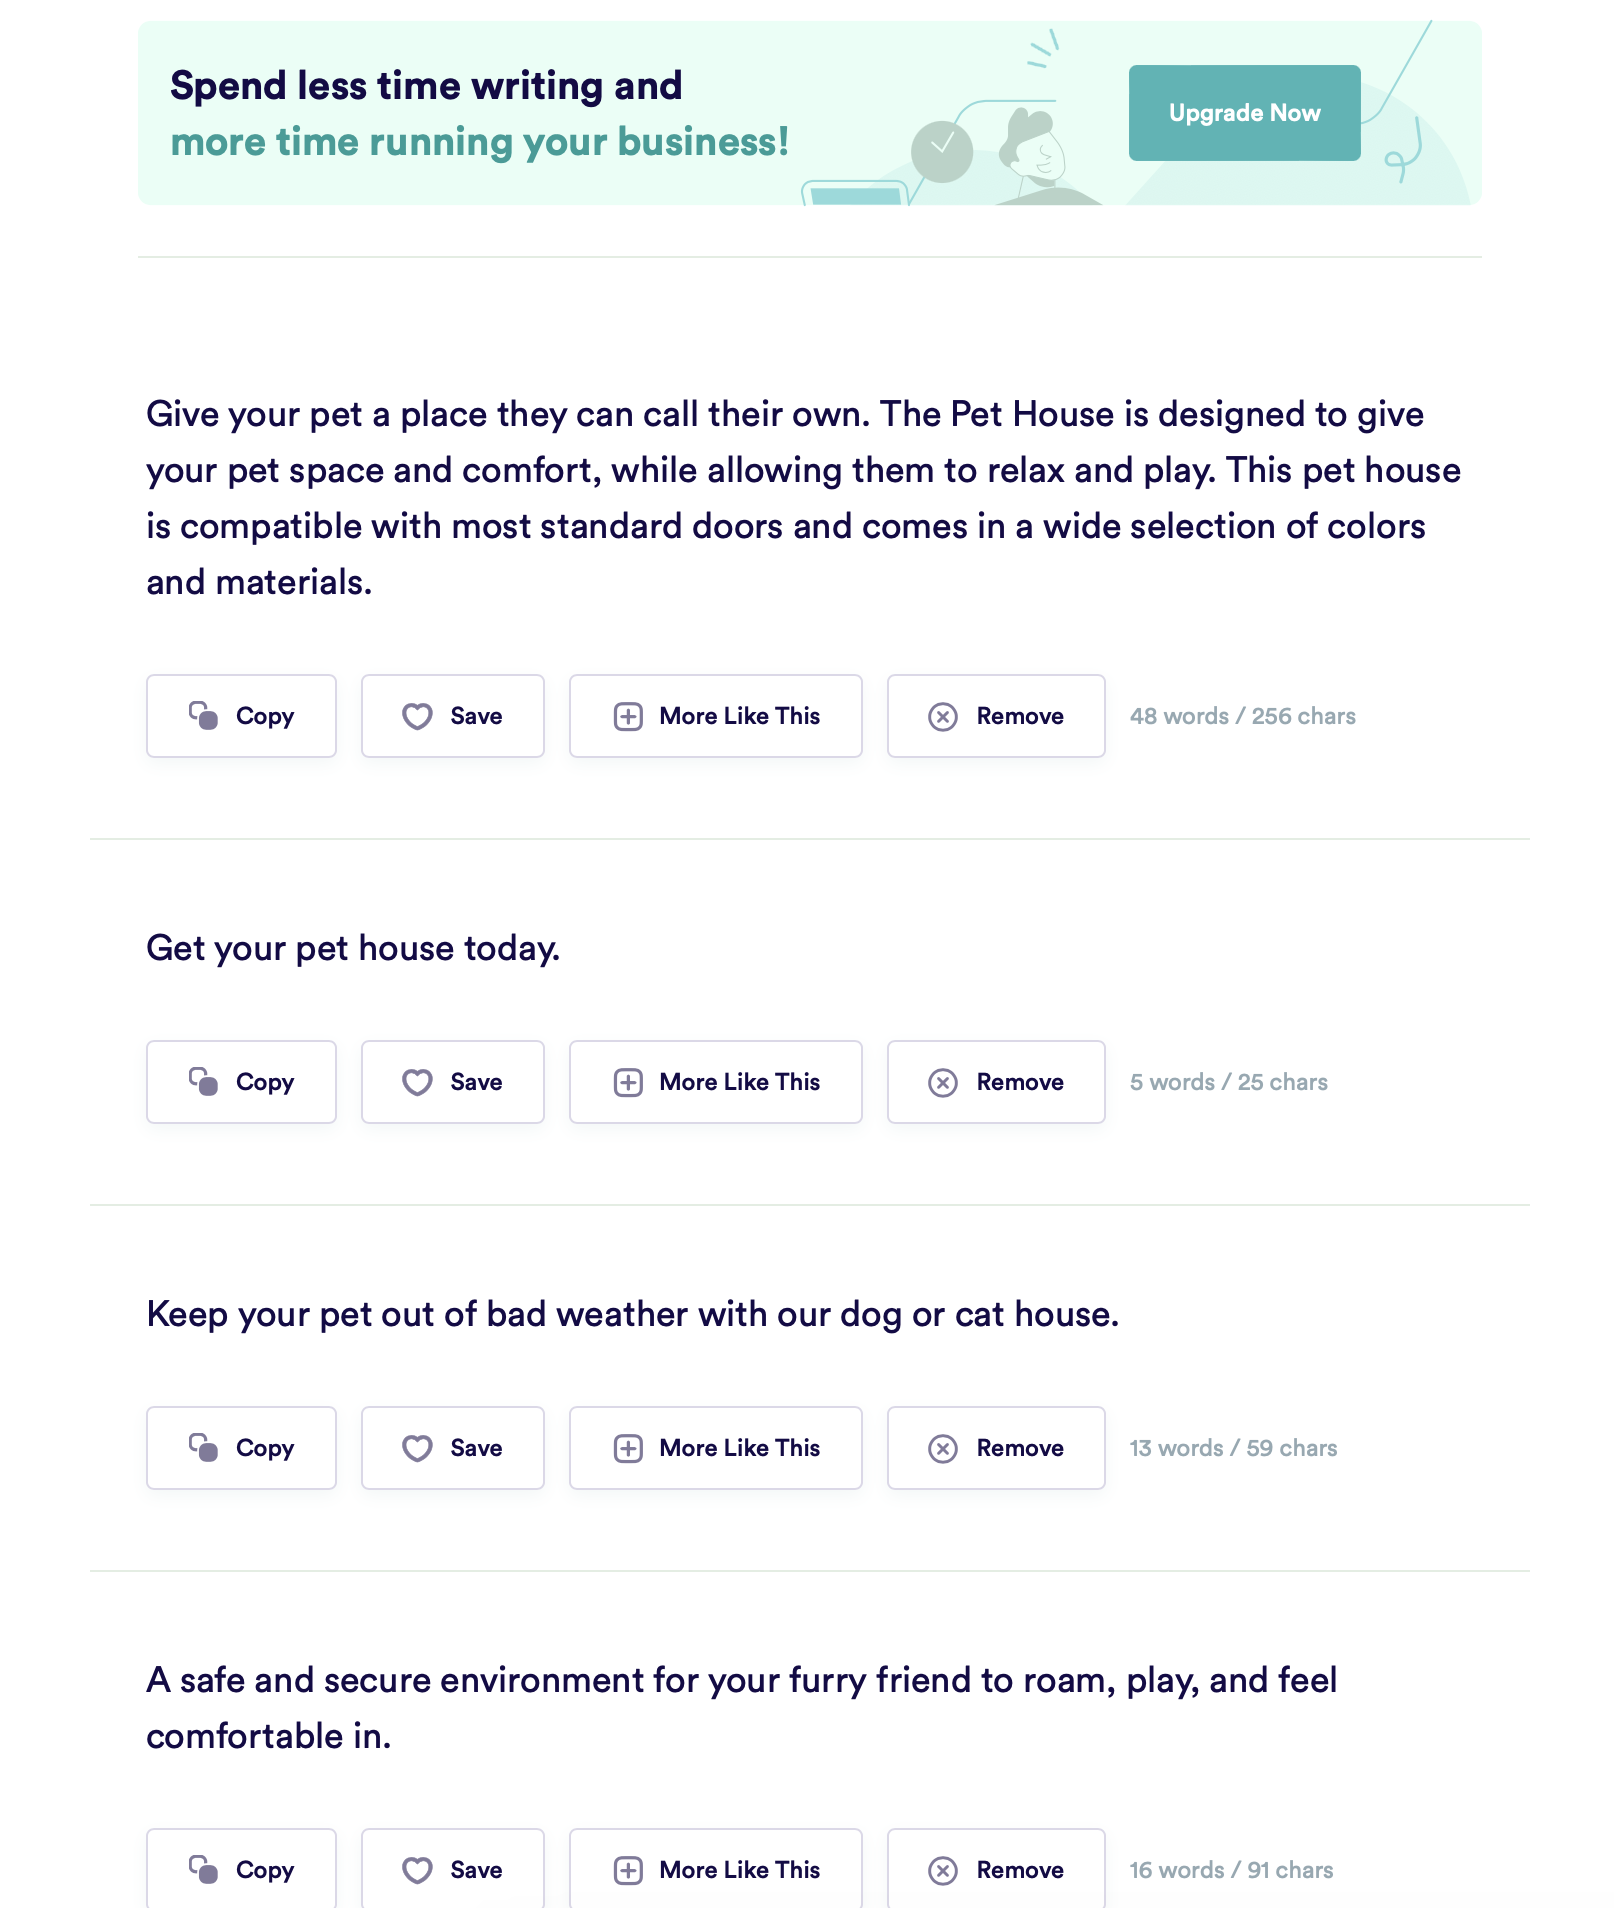 Spend less time writing and
more time running your business!
Upgrade Now
Give your pet a place they can call their own. The Pet House is designed to give
your pet space and comfort, while allowing them to relax and play. This pet house
is compatible with most standard doors and comes in a wide selection of colors
and materials.
Copy Save More Like This Remove 48 words / 256 chars
Get your pet house today.
Copy Save More Like This Remove 5 words / 25 chars
Keep your pet out of bad weather with our dog or cat house.
Copy Save More Like This Remove 13 words / 59 chars
A safe and secure environment for your furry friend to roam, play, and feel
comfortable in.
Copy Save More Like This Remove 16 words / 91 chars